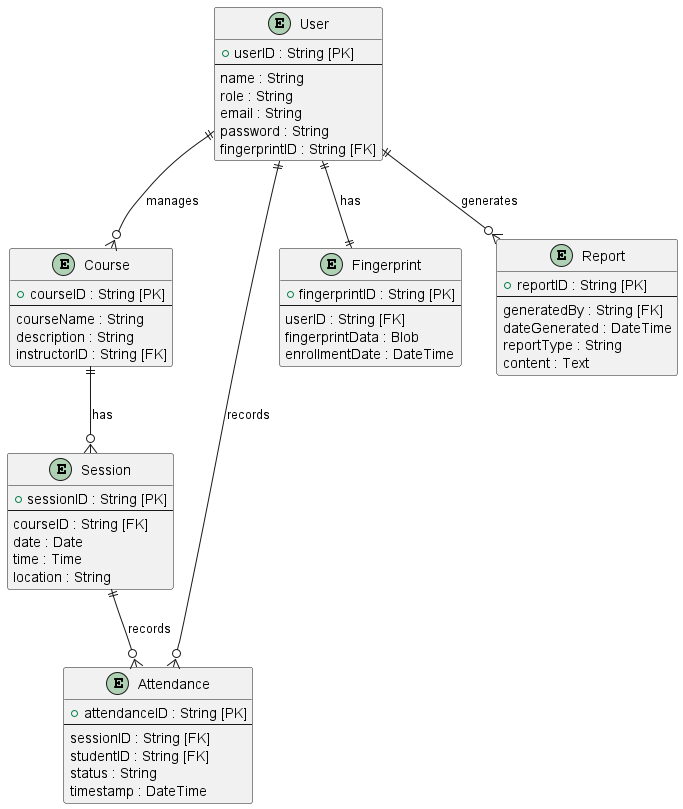 E User
userID : String [PK]
name : String
role : String
email : String
password : String
fingerprintID : String [FK]
manages
has
generates
E Course
courseID : String [PK]
courseName : String
description : String
instructorID : String [FK]
E Fingerprint
fingerprintID : String [PK]
userID : String [FK]
fingerprintData : Blob
enrollmentDate : DateTime
E Report
reportID : String [PK]
generatedBy : String [FK]
dateGenerated : DateTime
reportType : String
content : Text
has
records
E Session
sessionID : String [PK]
courseID : String [FK]
date : Date
time : Time
location : String
records
E Attendance
attendanceID : String [PK]
sessionID : String [FK]
studentID : String [FK]
status : String
timestamp : DateTime